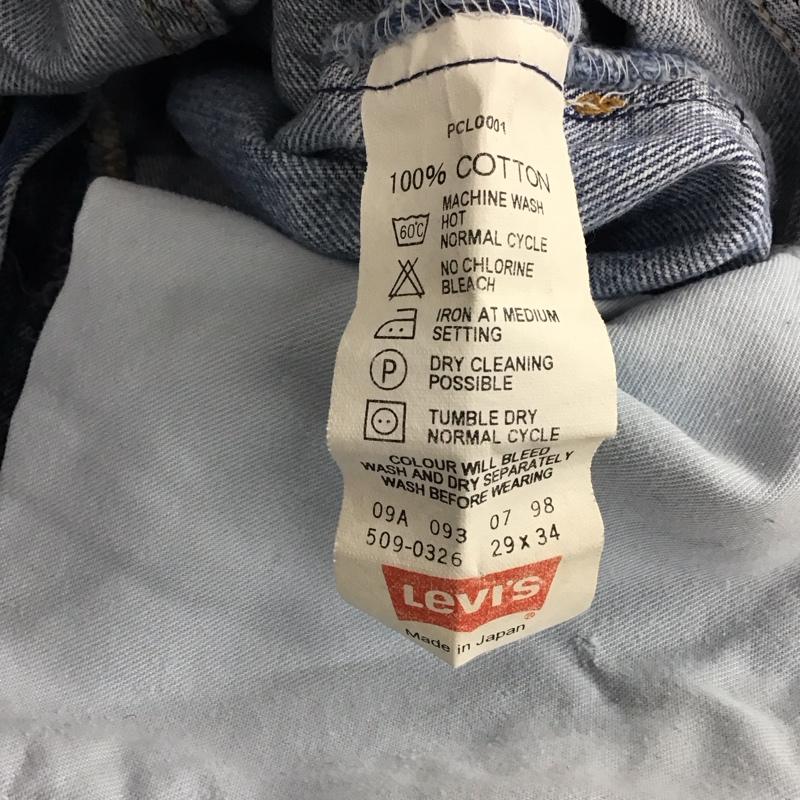 PCL0001
100% COTTON
60°C
MACHINE WASH
HOT
NORMAL CYCLE
NO CHLORINE
BLEACH
IRON AT MEDIUM
SETTING
P
DRY CLEANING
POSSIBLE
TUMBLE DRY
NORMAL CYCLE
COLOUR WILL BLEED
WASH AND DRY SEPARATELY
WASH BEFORE WEARING
09A 093 07 98
509-0326 29 x 34
Levi's ®
Made in Japan